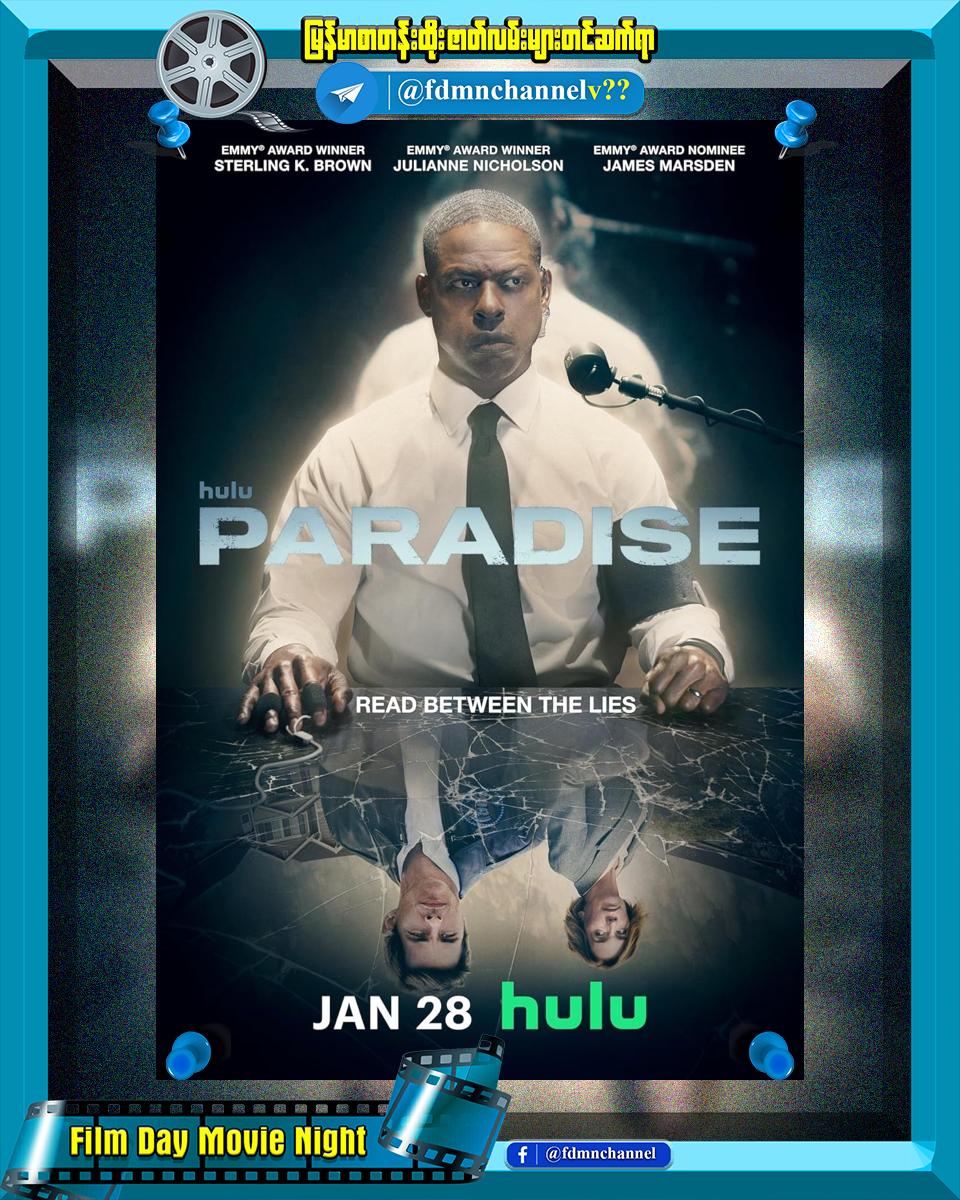 မြန်မာစာတန်းထိုးဇာတ်လမ်းများတင်ဆက်ရာ
@fdmnchannelv??
EMMY® AWARD WINNER
STERLING K. BROWN
EMMY® AWARD WINNER
JULIANNE NICHOLSON
EMMY® AWARD NOMINEE
JAMES MARSDEN
hulu
PARADISE
READ BETWEEN THE LIES
JAN 28 hulu
Film Day Movie Night
@fdmnchannel